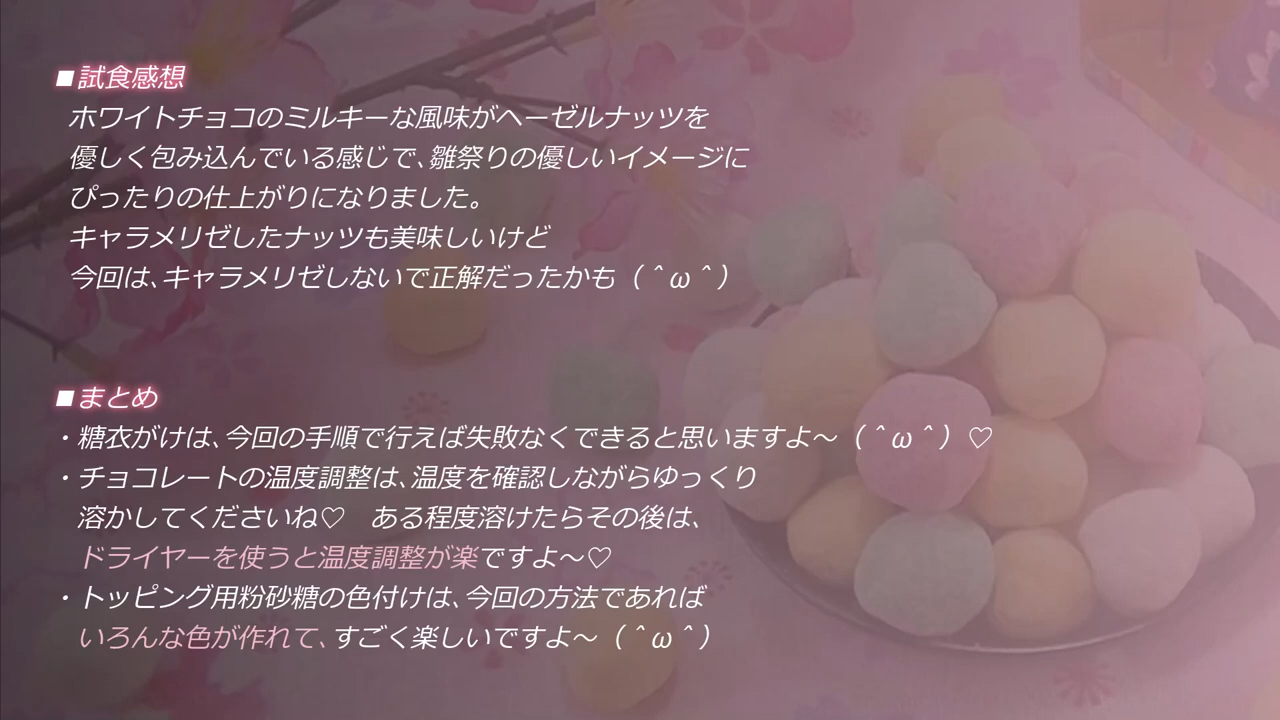 ■試食感想
ホワイトチョコのミルキーな風味がヘーゼルナッツを
優しく包み込んでいる感じで、雛祭りの優しいイメージに
ぴったりの仕上がりになりました。
キャラメリゼしたナッツも美味しいけど
今回は、キャラメリゼしないで正解だったかも（＾ω＾）
■まとめ
・糖衣がけは、今回の手順で行えば失敗なくできると思いますよ〜（＾ω＾）♡
・チョコレートの温度調整は、温度を確認しながらゆっくり
溶かしてくださいね♡　ある程度溶けたらその後は、
ドライヤーを使うと温度調整が楽ですよ〜♡
・トッピング用粉砂糖の色付けは、今回の方法であれば
いろんな色が作れて、すごく楽しいですよ〜（＾ω＾）